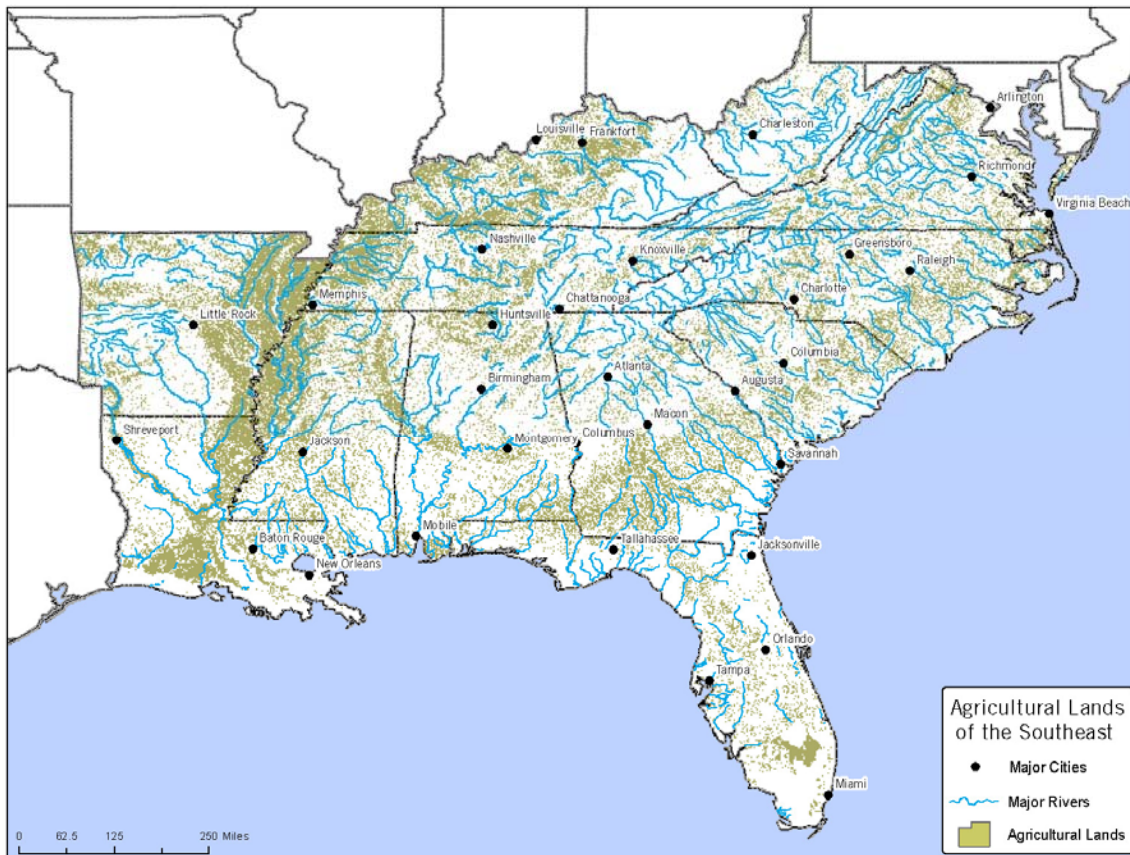 Arlington
Charleston
Louisville
Frankfort
Richmond
Virginia Beach
Nashville
Greensboro
Knoxville
Raleigh
Memphis
Charlotte
Chattanooga
Little Rock
Huntsville
Columbia
Atlanta
Birmingham
Augusta
Macon
Shreveport
Columbus
Jackson
Montgomery
Savannah
Mobile
Baton Rouge
Tallahassee
Jacksonville
New Orleans
Orlando
Tampa
Miami
Agricultural Lands
of the Southeast
Major Cities
Major Rivers
Agricultural Lands
0 62.5 125 250 Miles